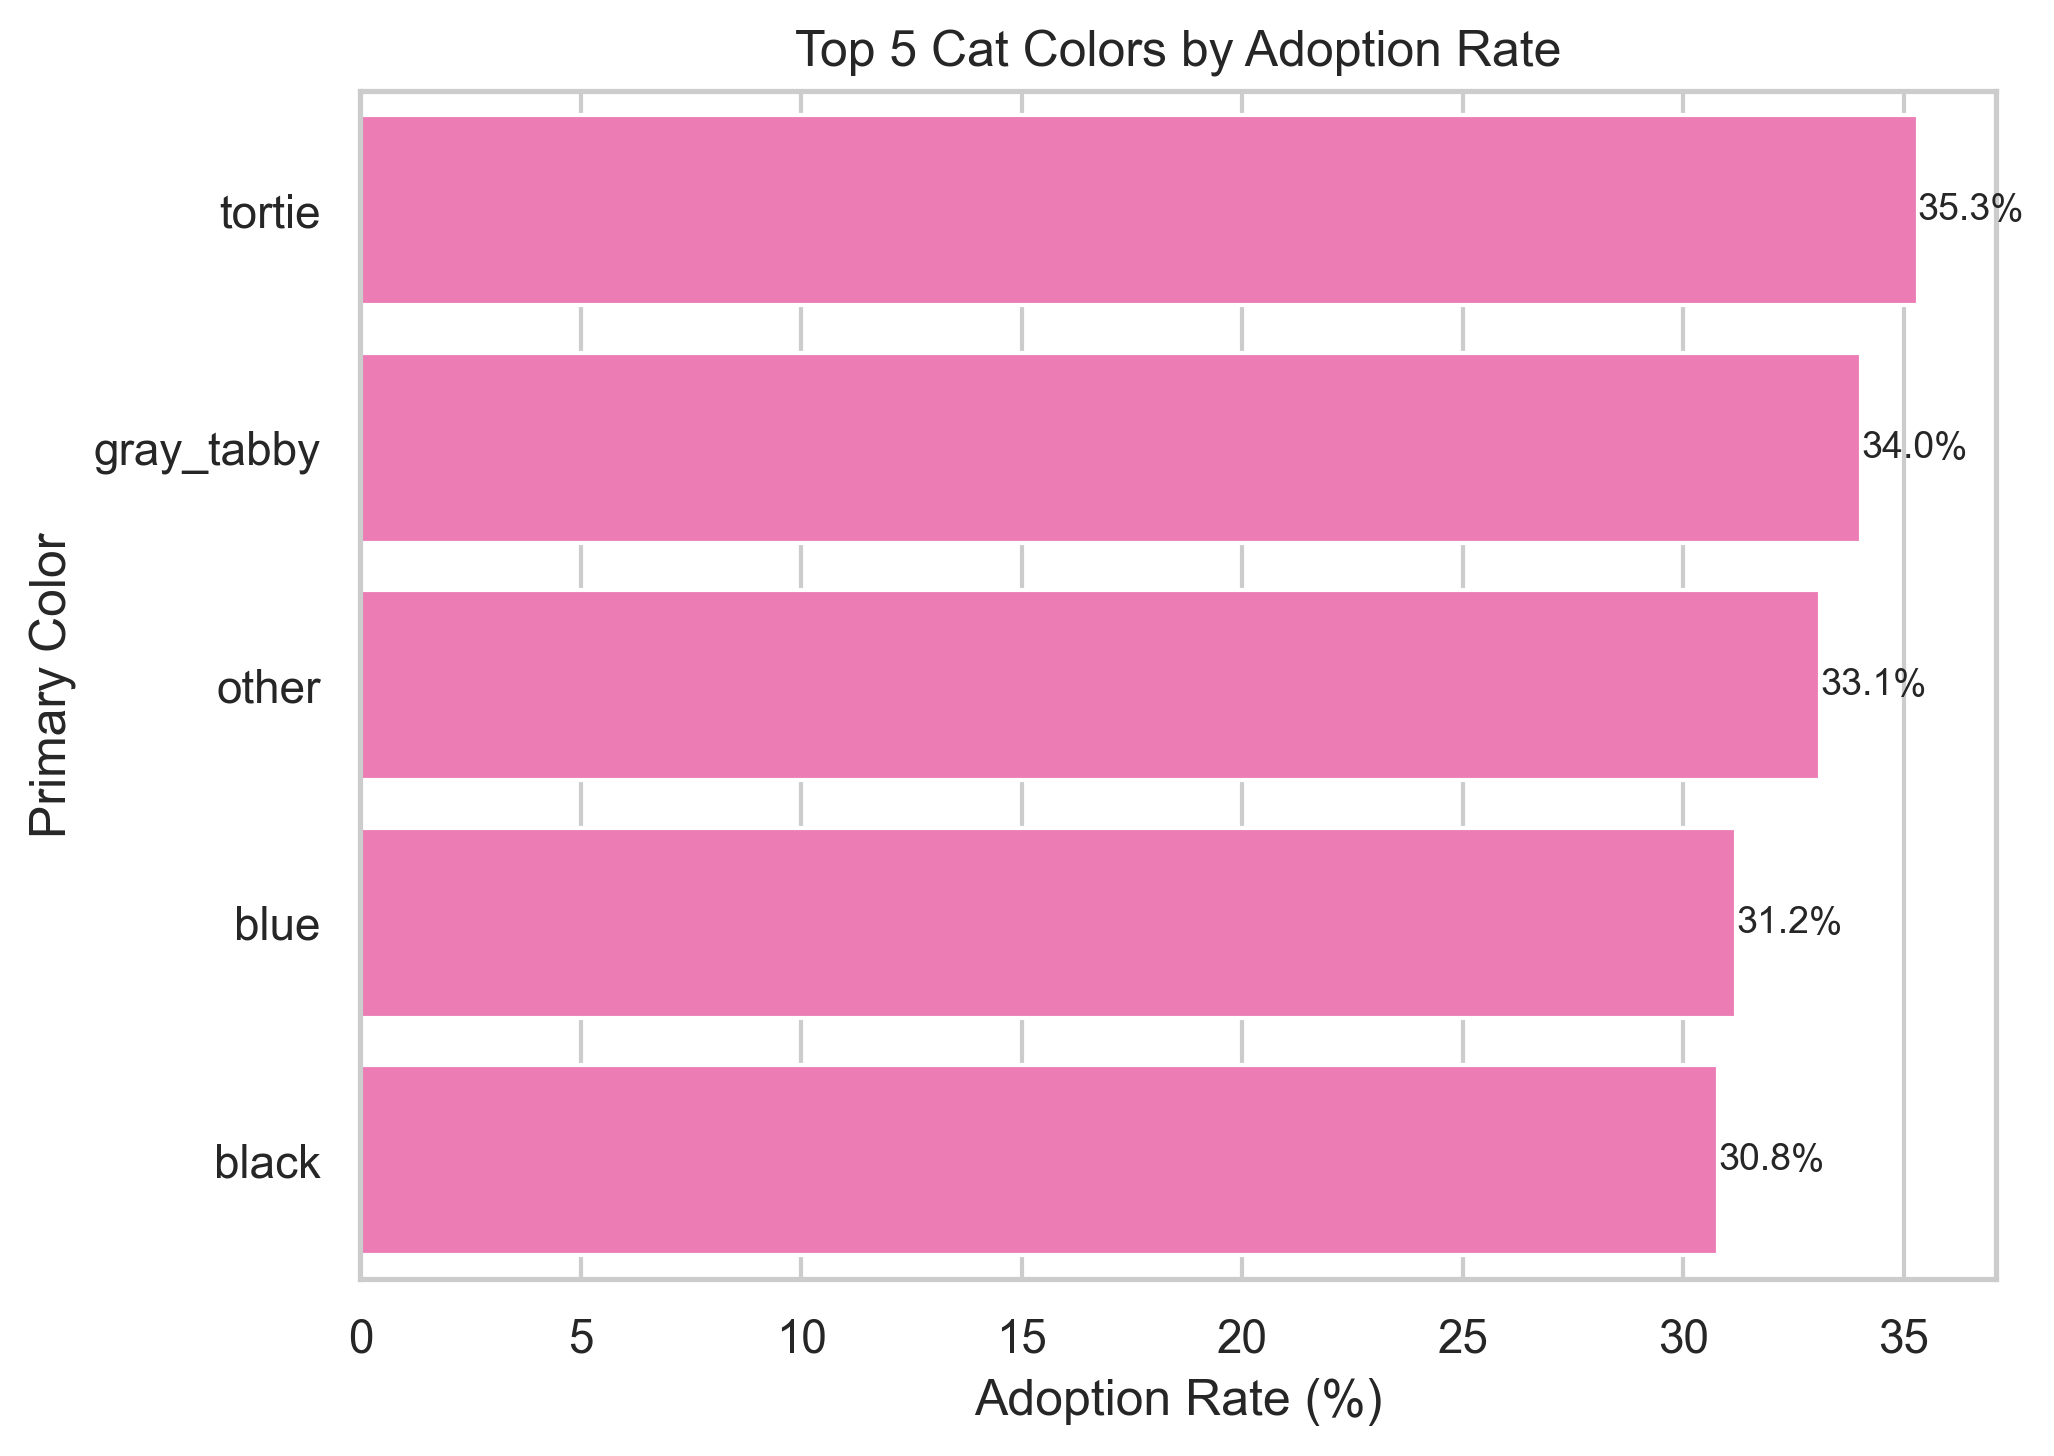 Top 5 Cat Colors by Adoption Rate
Primary Color
tortie
35.3%
gray_tabby
34.0%
other
33.1%
blue
31.2%
black
30.8%
0 5 10 15 20 25 30 35
Adoption Rate (%)